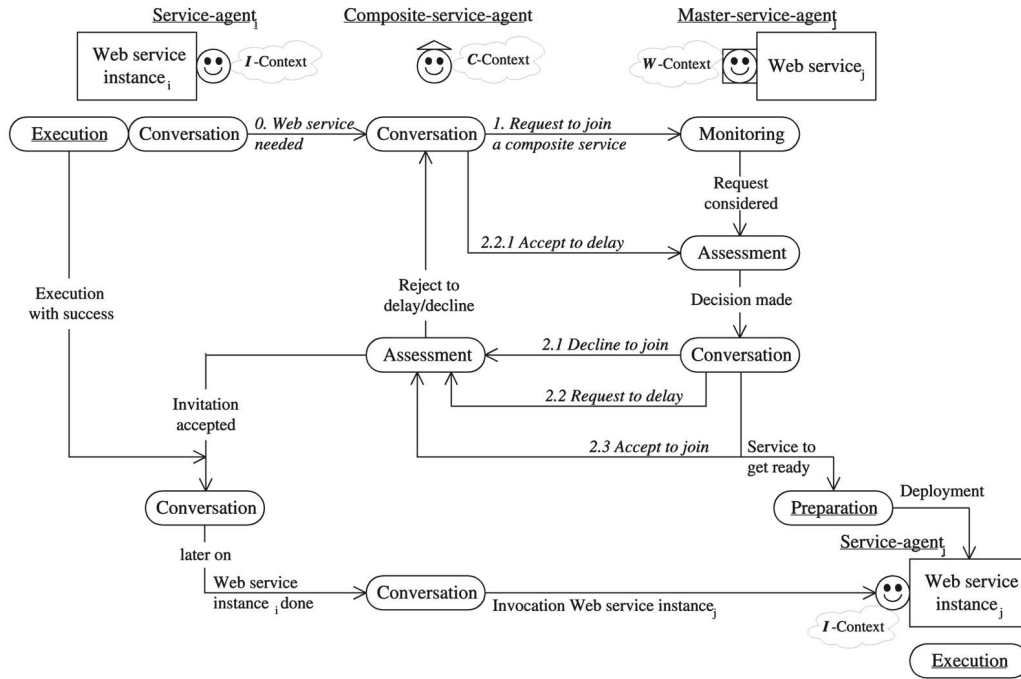 Service-agent i
Composite-service-agent
Master-service-agent j
Web service
instance i
I-Context
C-Context
W-Context
Web service j
Execution
Conversation
0. Web service
needed
Conversation
1. Request to join
a composite service
Monitoring
Request
considered
2.2.1 Accept to delay
Assessment
Execution
with success
Reject to
delay/decline
Decision made
Assessment
2.1 Decline to join
Conversation
2.2 Request to delay
Invitation
accepted
2.3 Accept to join
Service to
get ready
Conversation
Preparation
Deployment
later on
Service-agent j
Web service
instance i done
Conversation
Invocation Web service instance j
Web service
instance j
I-Context
Execution